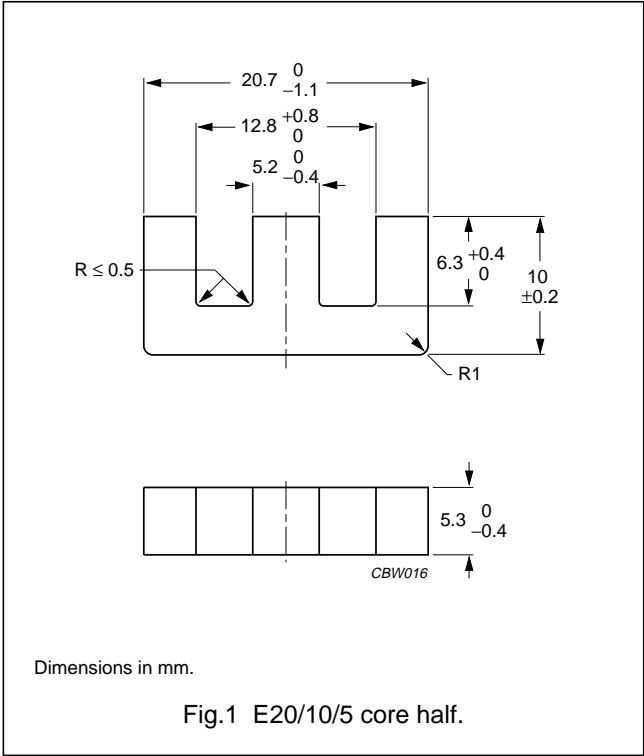 20.7 0
−1.1
12.8 +0.8
0
5.2 0
−0.4
R ≤ 0.5
6.3 +0.4
0
10
±0.2
R1
5.3 0
−0.4
CBW016
Dimensions in mm.
Fig.1 E20/10/5 core half.